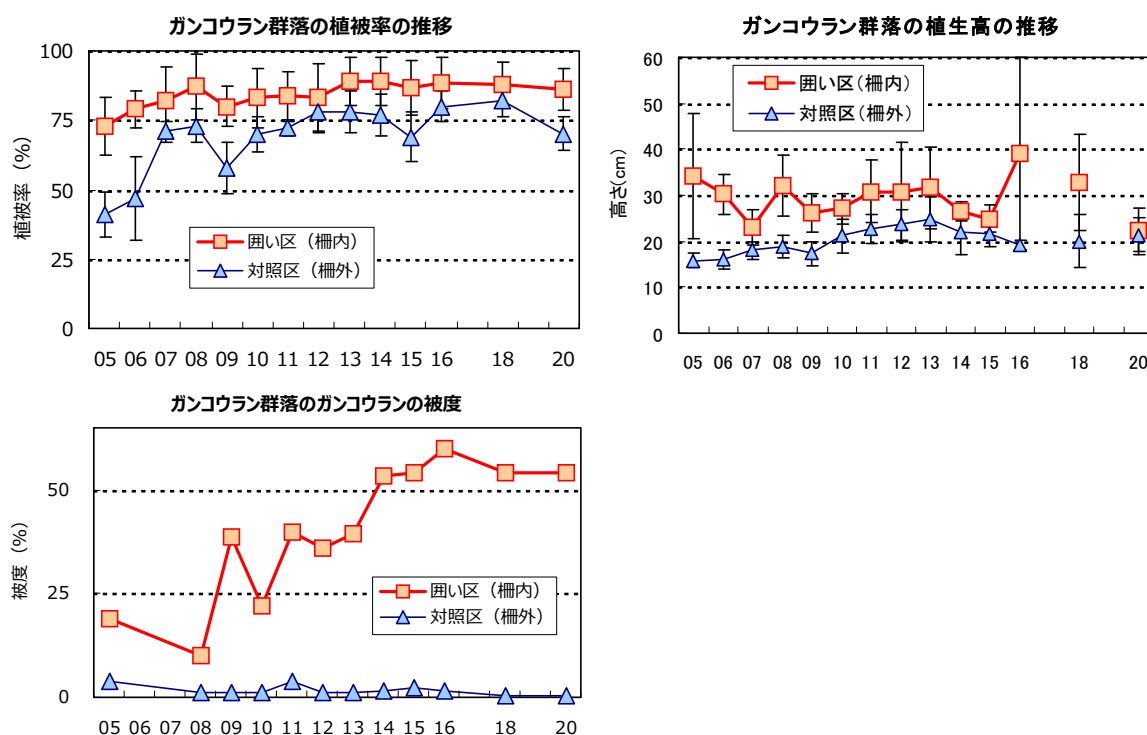 ガンコウラン群落の植被率の推移
植被率（%）
100
75
50
25
0
囲い区（柵内）
対照区（柵外）
05 06 07 08 09 10 11 12 13 14 15 16 18 20
ガンコウラン群落の植生高の推移
高さ(cm)
60
50
40
30
20
10
0
囲い区（柵内）
対照区（柵外）
05 06 07 08 09 10 11 12 13 14 15 16 18 20
ガンコウラン群落のガンコウランの被度
被度（%）
50
25
0
囲い区（柵内）
対照区（柵外）
05 06 07 08 09 10 11 12 13 14 15 16 18 20